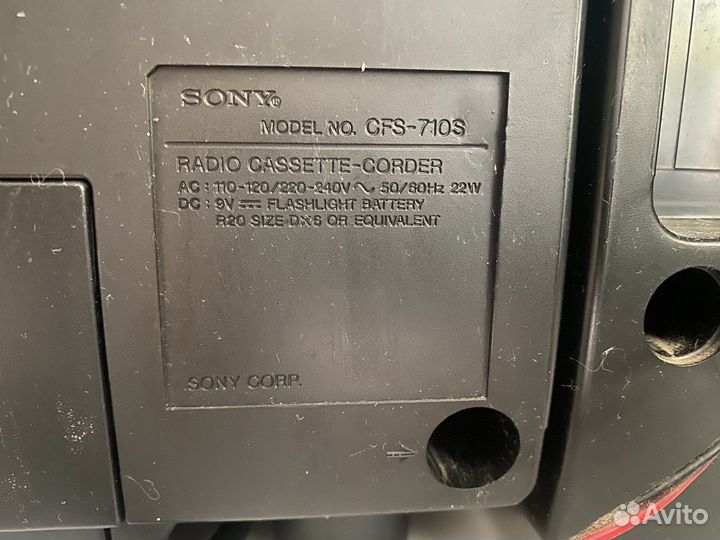 SONY®
MODEL NO. CFS-710S
RADIO CASSETTE-CORDER
AC : 110-120/220-240V ~ 50/60Hz 22W
DC : 9V ⎓ FLASHLIGHT BATTERY
R20 SIZE D×6 OR EQUIVALENT
SONY CORP.
Avito